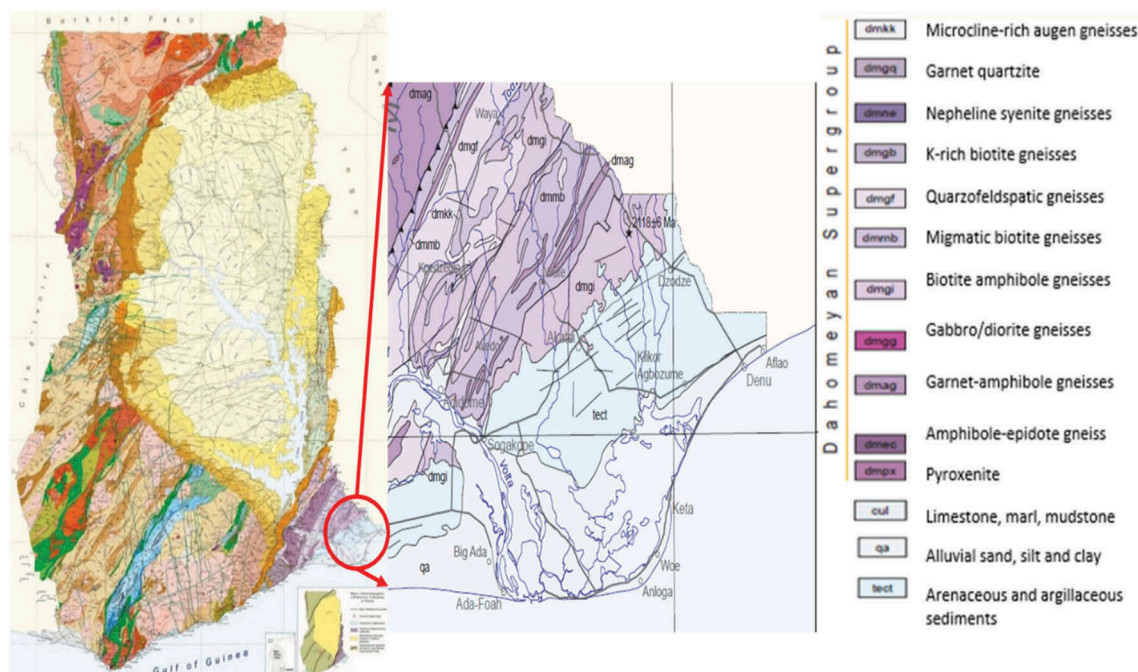 Burkina Faso
Togo
Côte d'Ivoire
Gulf of Guinea
dmag
Waya
dmgf
dmgi
dmag
dmmb
2118±6 Ma
dmkk
dmmb
dmgi
Dzodze
Akatsi
Kilkor
Agbozume
Aflao
Denu
tect
Sogakope
dmgi
Volta
Keta
Big Ada
qa
Woe
Anloga
Ada-Foah
Dahomeyan Supergroup
dmkk Microcline-rich augen gneisses
dmgq Garnet quartzite
dmne Nepheline syenite gneisses
dmgb K-rich biotite gneisses
dmgf Quarzofeldspatic gneisses
dmmb Migmatic biotite gneisses
dmgi Biotite amphibole gneisses
dmgg Gabbro/diorite gneisses
dmag Garnet-amphibole gneisses
dmec Amphibole-epidote gneiss
dmpx Pyroxenite
cul Limestone, marl, mudstone
qa Alluvial sand, silt and clay
tect Arenaceous and argillaceous
sediments